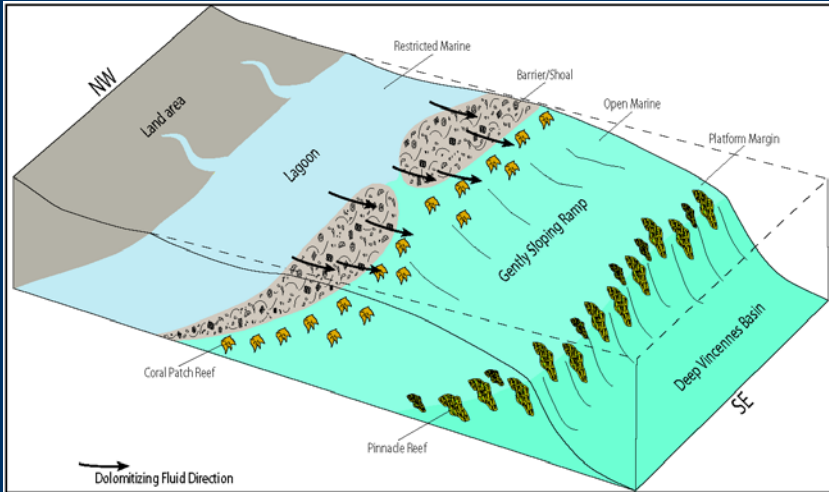 NW
Land area
Restricted Marine
Barrier/Shoal
Open Marine
Platform Margin
Lagoon
Gently Sloping Ramp
Deep Vincennes Basin
SE
Coral Patch Reef
Pinnacle Reef
Dolomitizing Fluid Direction